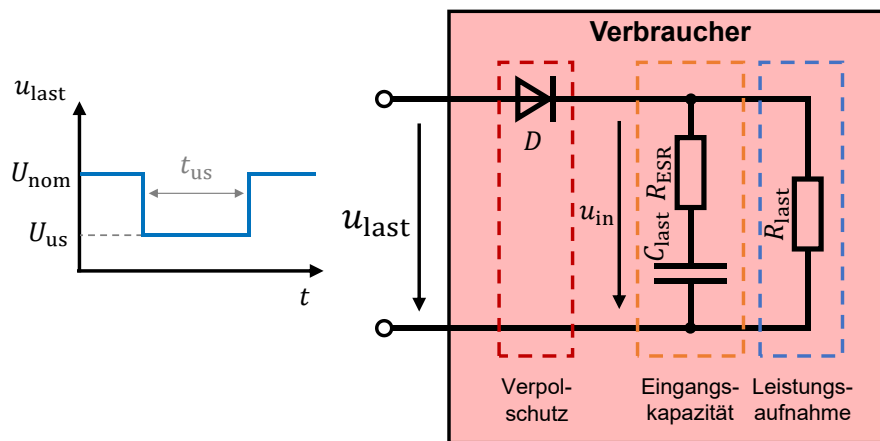 Verbraucher
u_last
U_nom
t_us
U_us
t
D
u_last
u_in
R_ESR
C_last
R_last
Verpol-
schutz
Eingangs-
kapazität
Leistungs-
aufnahme